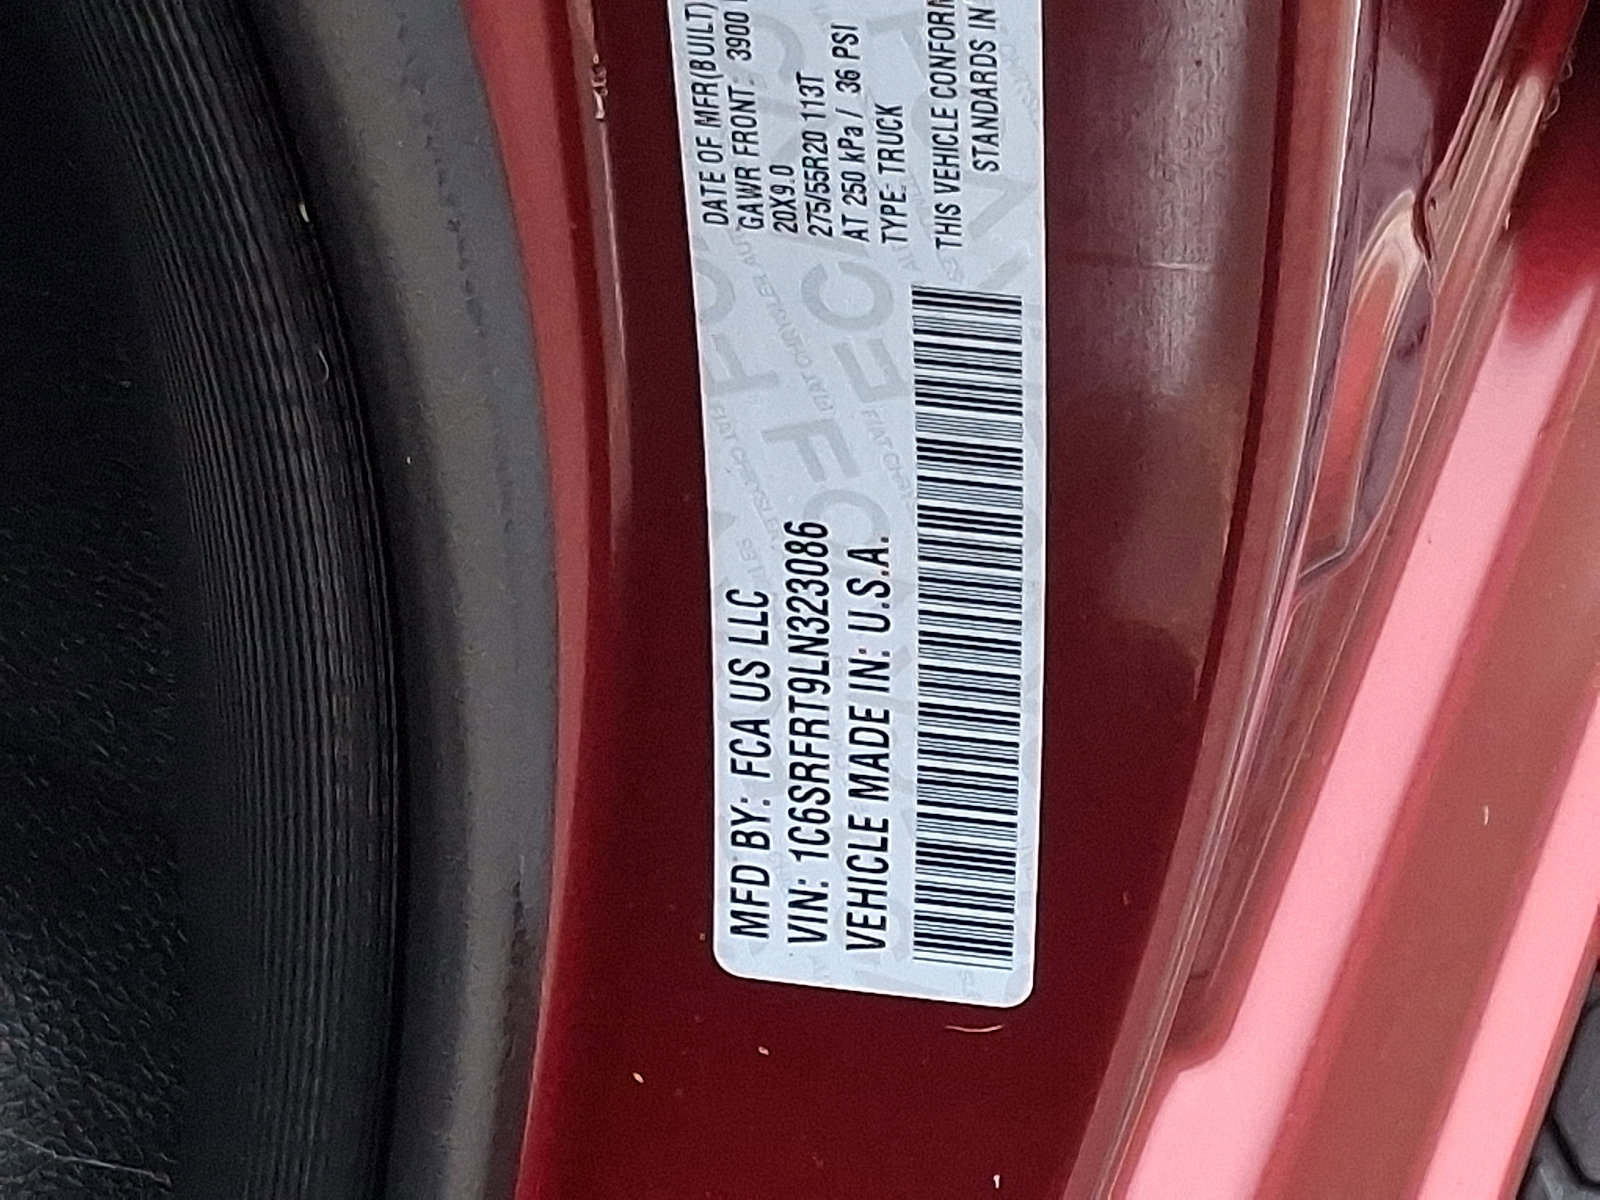 MFD BY: FCA US LLC
VIN: 1C6SRFRT9LN323086
VEHICLE MADE IN: U.S.A.
DATE OF MFR(BUILT)
GAWR FRONT: 3900
20X9.0
275/55R20 113T
AT 250 kPa / 36 PSI
TYPE: TRUCK
THIS VEHICLE CONFORM
STANDARDS IN